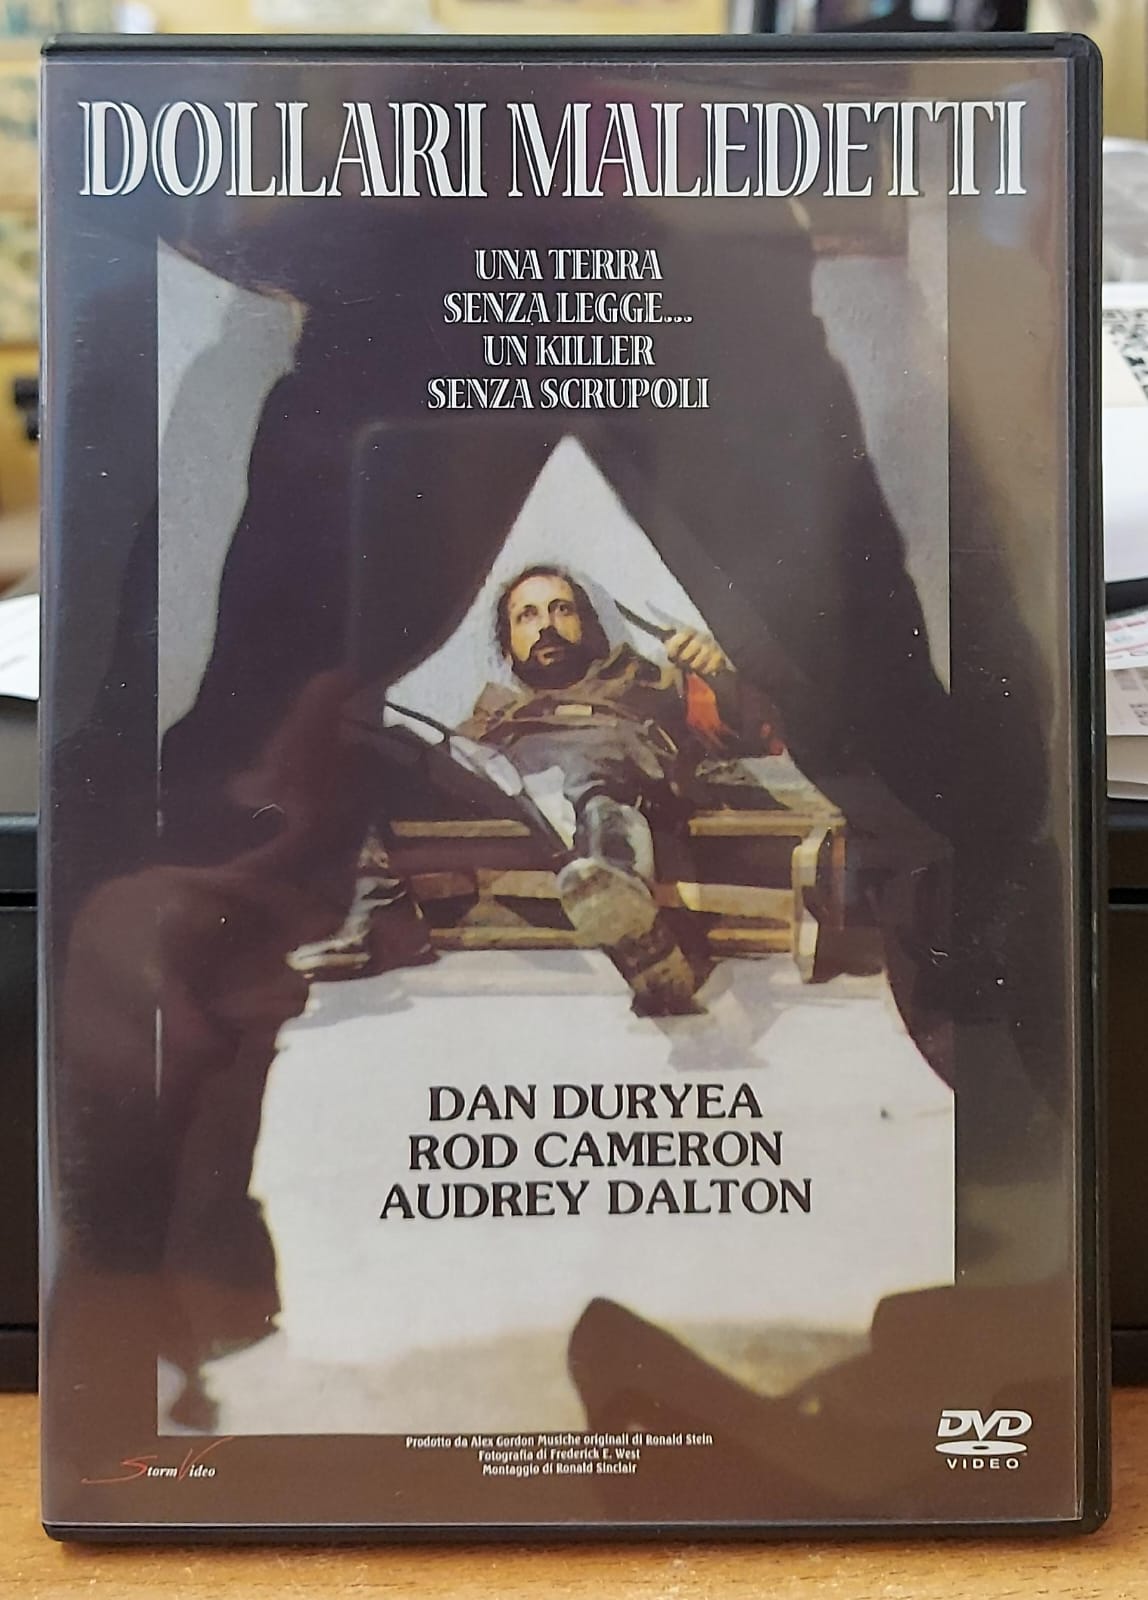 DOLLARI MALEDETTI
UNA TERRA
SENZA LEGGE...
UN KILLER
SENZA SCRUPOLI
DAN DURYEA
ROD CAMERON
AUDREY DALTON
Prodotto da Alex Gordon Musiche originali di Ronald Stein
Fotografia di Frederick E. West
Montaggio di Ronald Sinclair
Storm Video
DVD
VIDEO